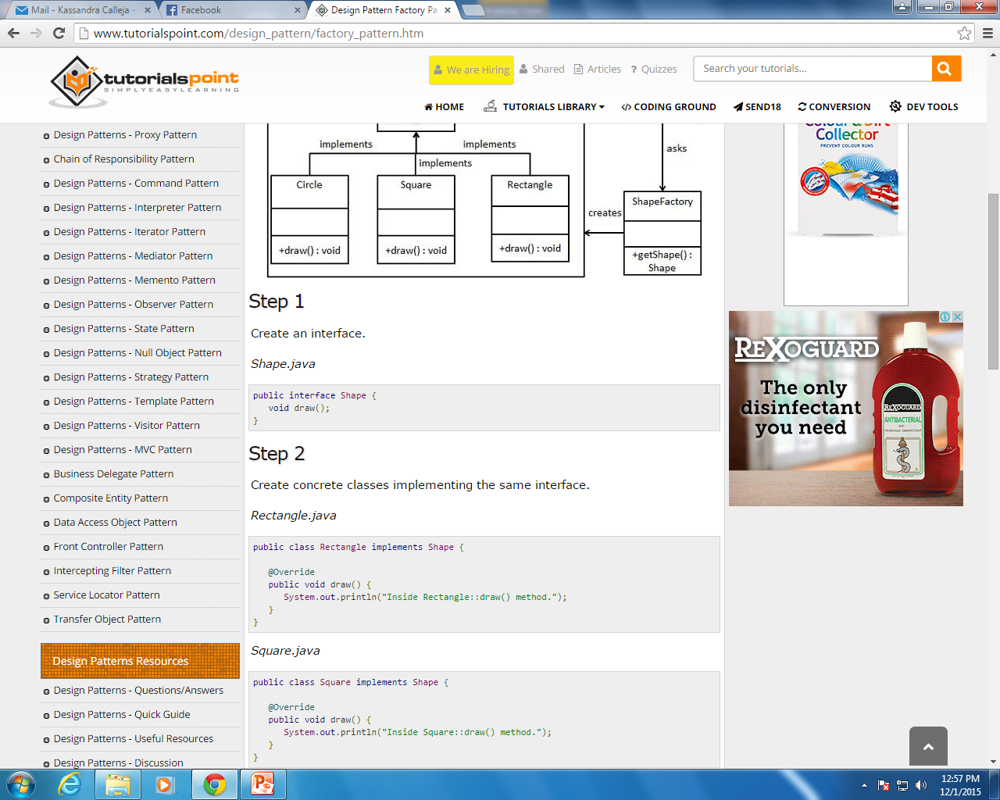 Mail - Kassandra Calleja -
Facebook
Design Pattern Factory Pa
www.tutorialspoint.com/design_pattern/factory_pattern.htm
tutorialspoint
SIMPLYEASYLEARNING
We are Hiring
Shared
Articles
? Quizzes
Search your tutorials...
HOME
TUTORIALS LIBRARY
</> CODING GROUND
SEND18
CONVERSION
DEV TOOLS
Design Patterns - Proxy Pattern
Chain of Responsibility Pattern
Design Patterns - Command Pattern
Design Patterns - Interpreter Pattern
Design Patterns - Iterator Pattern
Design Patterns - Mediator Pattern
Design Patterns - Memento Pattern
Design Patterns - Observer Pattern
Design Patterns - State Pattern
Design Patterns - Null Object Pattern
Design Patterns - Strategy Pattern
Design Patterns - Template Pattern
Design Patterns - Visitor Pattern
Design Patterns - MVC Pattern
Business Delegate Pattern
Composite Entity Pattern
Data Access Object Pattern
Front Controller Pattern
Intercepting Filter Pattern
Service Locator Pattern
Transfer Object Pattern
Design Patterns Resources
Design Patterns - Questions/Answers
Design Patterns - Quick Guide
Design Patterns - Useful Resources
Design Patterns - Discussion
implements
implements
implements
asks
Circle
Square
Rectangle
ShapeFactory
creates
+draw() : void
+draw() : void
+draw() : void
+getShape() :
Shape
Step 1
Create an interface.
Shape.java
public interface Shape {
void draw();
}
Step 2
Create concrete classes implementing the same interface.
Rectangle.java
public class Rectangle implements Shape {
@Override
public void draw() {
System.out.println("Inside Rectangle::draw() method.");
}
}
Square.java
public class Square implements Shape {
@Override
public void draw() {
System.out.println("Inside Square::draw() method.");
}
}
Colour & Dirt
Collector
PREVENT COLOUR RUNS
REXOGUARD
The only
disinfectant
you need
REXOGUARD
ANTIBACTERIAL
12:57 PM
12/1/2015